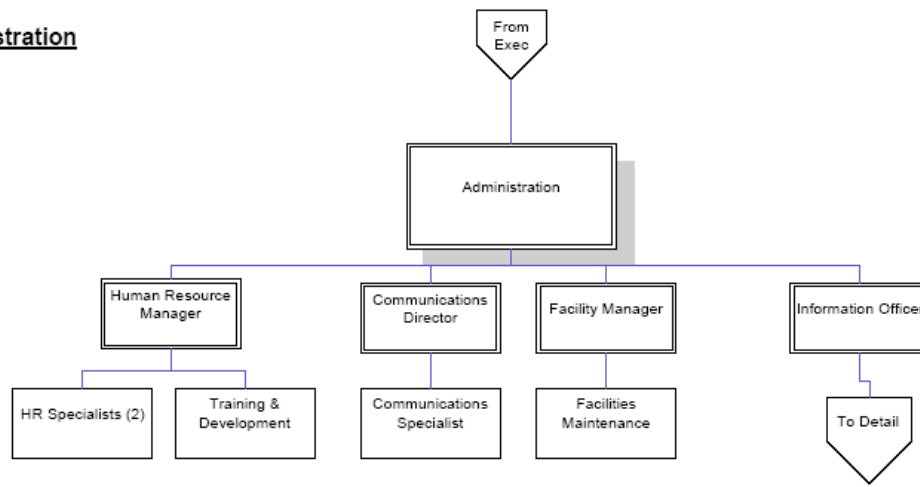 stration
From
Exec
Administration
Human Resource
Manager
Communications
Director
Facility Manager
Information Officer
HR Specialists (2)
Training &
Development
Communications
Specialist
Facilities
Maintenance
To Detail